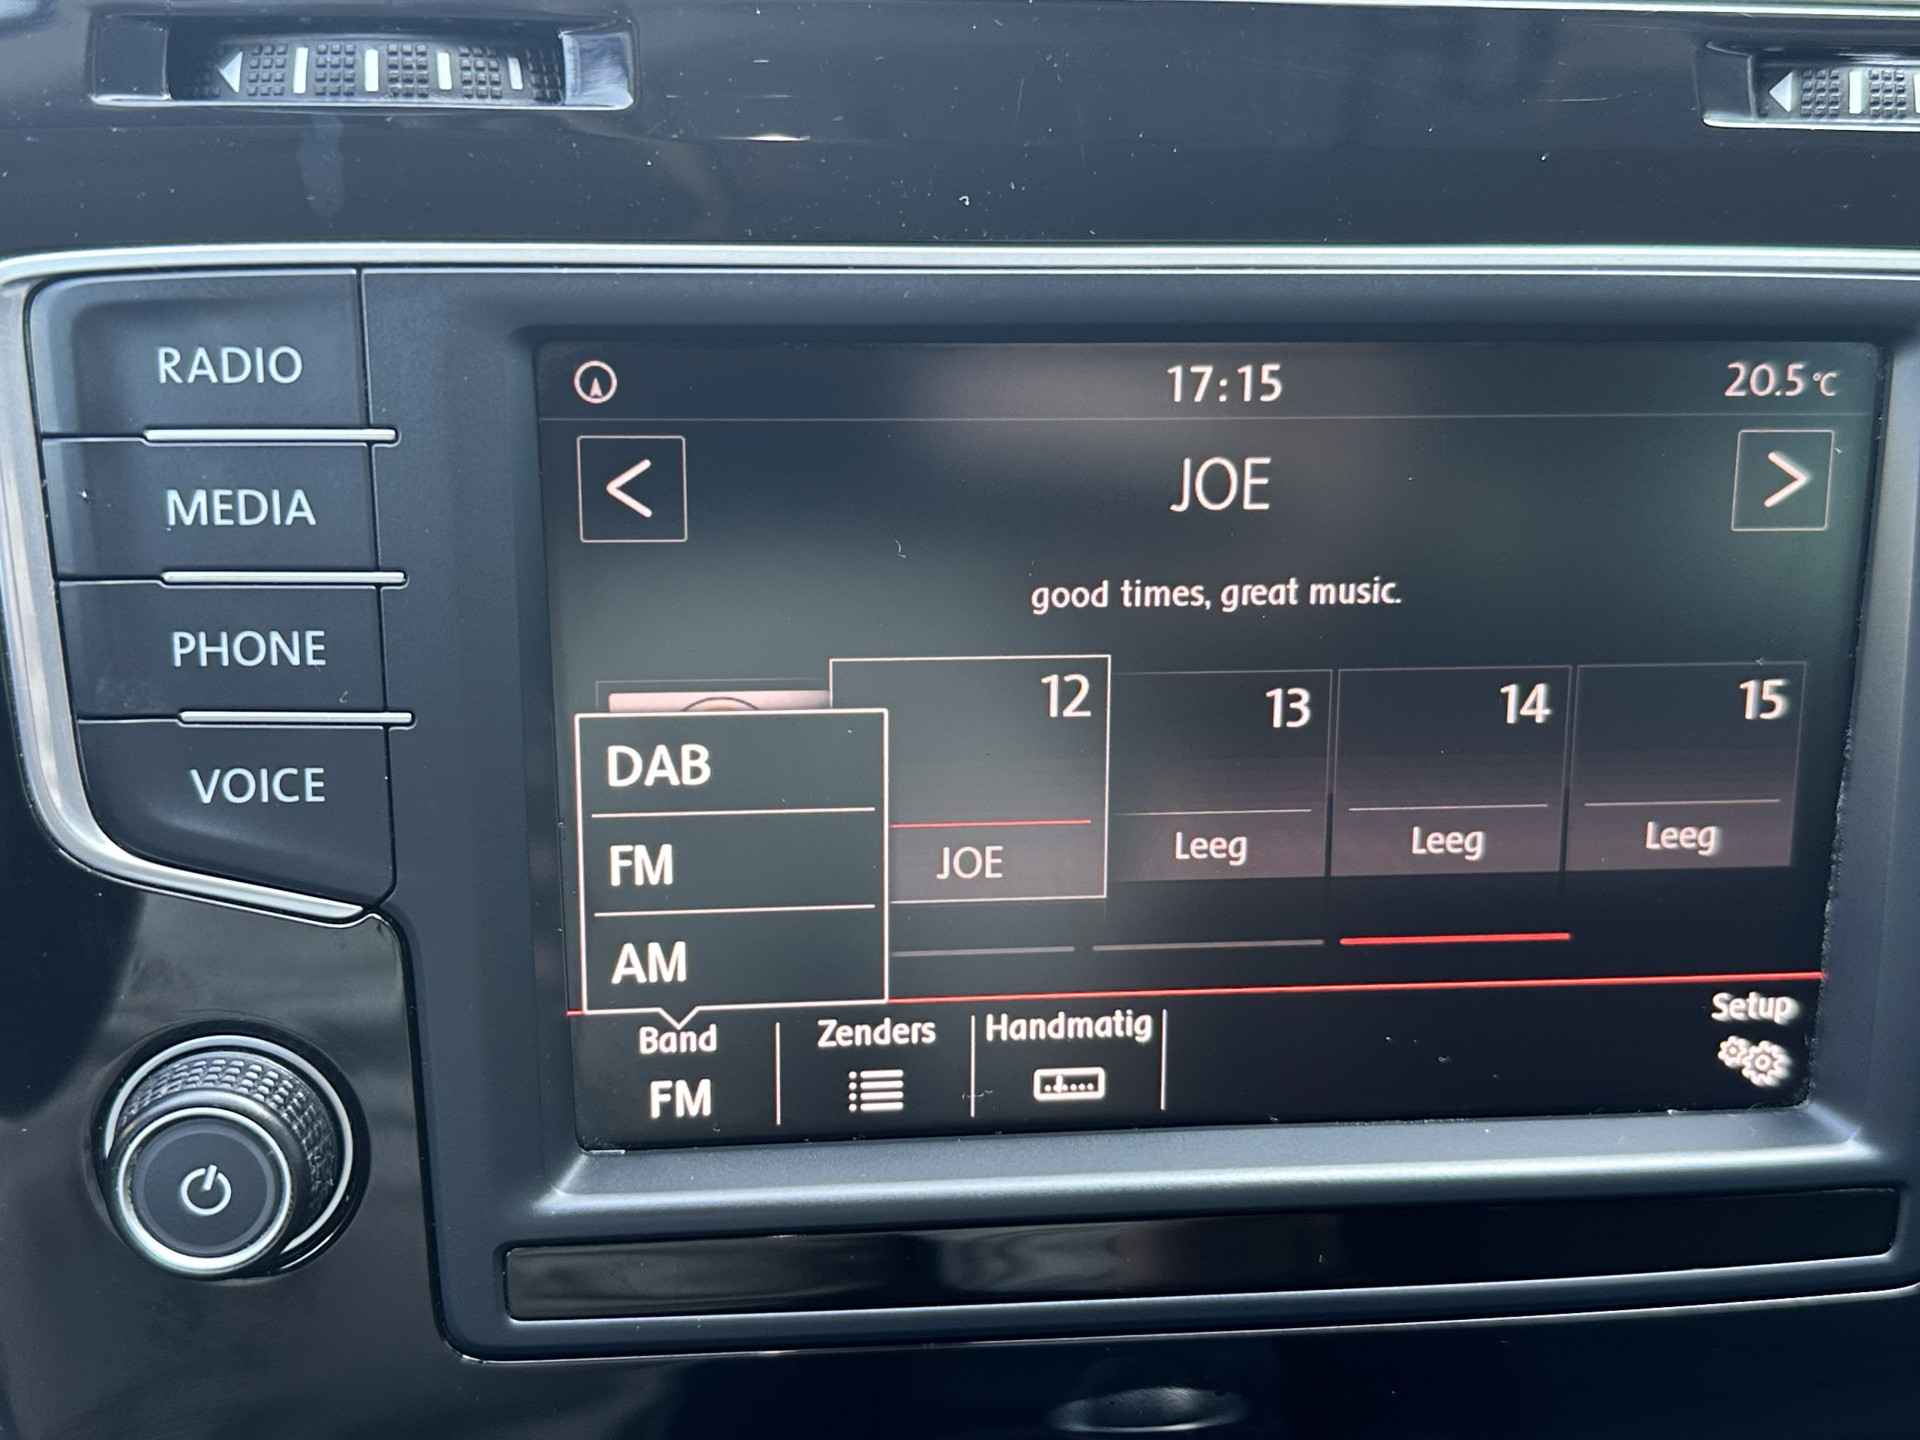 RADIO
MEDIA
PHONE
VOICE
17:15
20.5 °C
<
JOE
>
good times, great music.
12
13
14
15
JOE
Leeg
Leeg
Leeg
DAB
FM
AM
Band
FM
Zenders
Handmatig
Setup